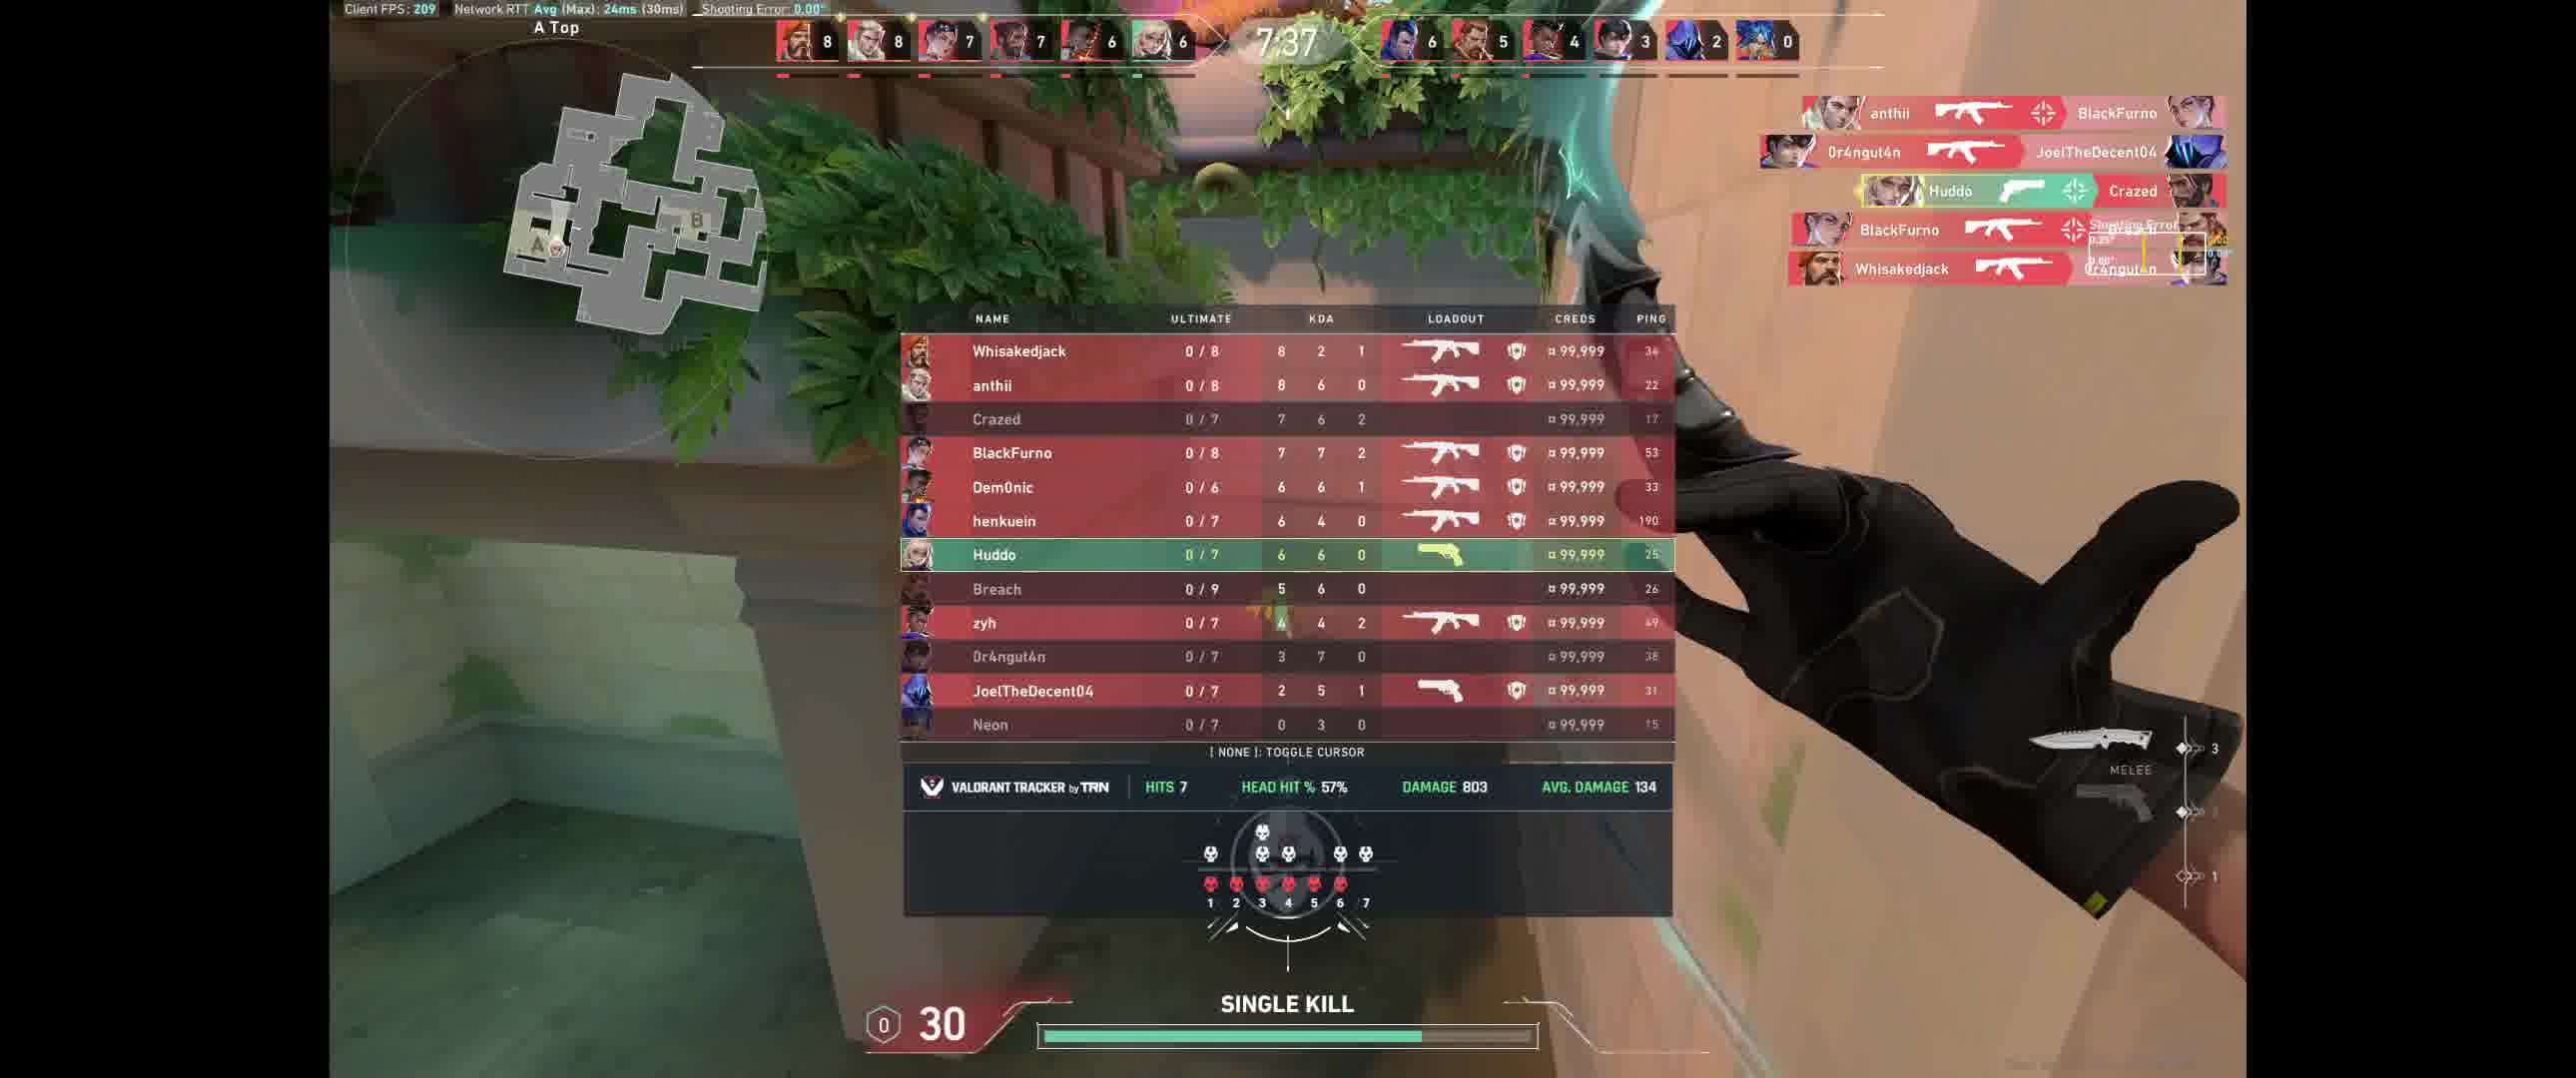 Client FPS: 209 Network RTT Avg (Max): 24ms (30ms) Shooting Error: 0.00°
A Top
8 8 7 7 6 6 7:37 6 5 4 3 2 0
anthii BlackFurno
0r4ngut4n JoelTheDecent04
Huddo Crazed
BlackFurno
Shooting Error
Whisakedjack 0r4ngut4n
A
B
NAME ULTIMATE KDA LOADOUT CREDS PING
Whisakedjack 0 / 8 8 2 1 ¤ 99,999 34
anthii 0 / 8 8 6 0 ¤ 99,999 22
Crazed 0 / 7 7 6 2 ¤ 99,999 17
BlackFurno 0 / 8 7 7 2 ¤ 99,999 53
Dem0nic 0 / 6 6 6 1 ¤ 99,999 33
henkuein 0 / 7 6 4 0 ¤ 99,999 190
Huddo 0 / 7 6 6 0 ¤ 99,999 25
Breach 0 / 9 5 6 0 ¤ 99,999 26
zyh 0 / 7 4 4 2 ¤ 99,999 49
0r4ngut4n 0 / 7 3 7 0 ¤ 99,999 38
JoelTheDecent04 0 / 7 2 5 1 ¤ 99,999 31
Neon 0 / 7 0 3 0 ¤ 99,999 15
[ NONE ]: TOGGLE CURSOR
VALORANT TRACKER by TRN HITS 7 HEAD HIT % 57% DAMAGE 803 AVG. DAMAGE 134
1 2 3 4 5 6 7
3
MELEE
1
SINGLE KILL
0 30